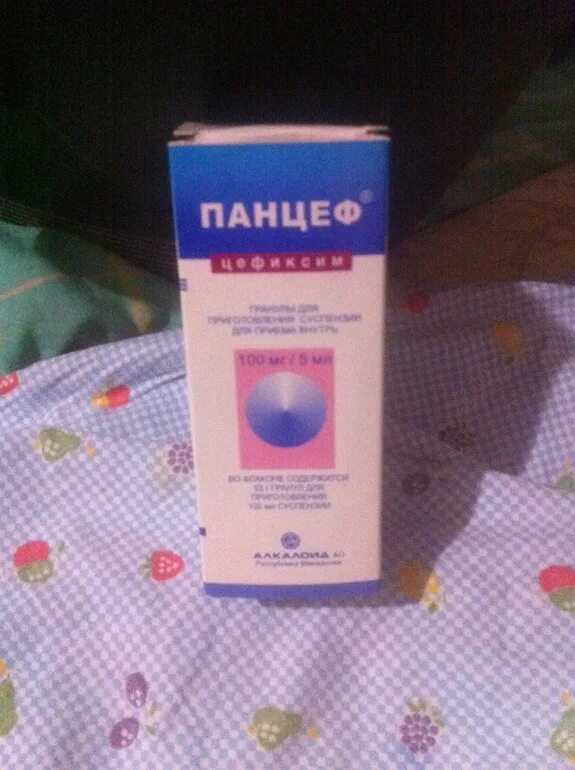 ПАНЦЕФ®
цефиксим
ГРАНУЛЫ ДЛЯ
ПРИГОТОВЛЕНИЯ СУСПЕНЗИИ
ДЛЯ ПРИЕМА ВНУТРЬ
100 мг / 5 мл
ВО ФЛАКОНЕ СОДЕРЖИТСЯ
53 г ГРАНУЛ ДЛЯ
ПРИГОТОВЛЕНИЯ
100 мл СУСПЕНЗИИ
АЛКАЛОИД АО
Республика Македония